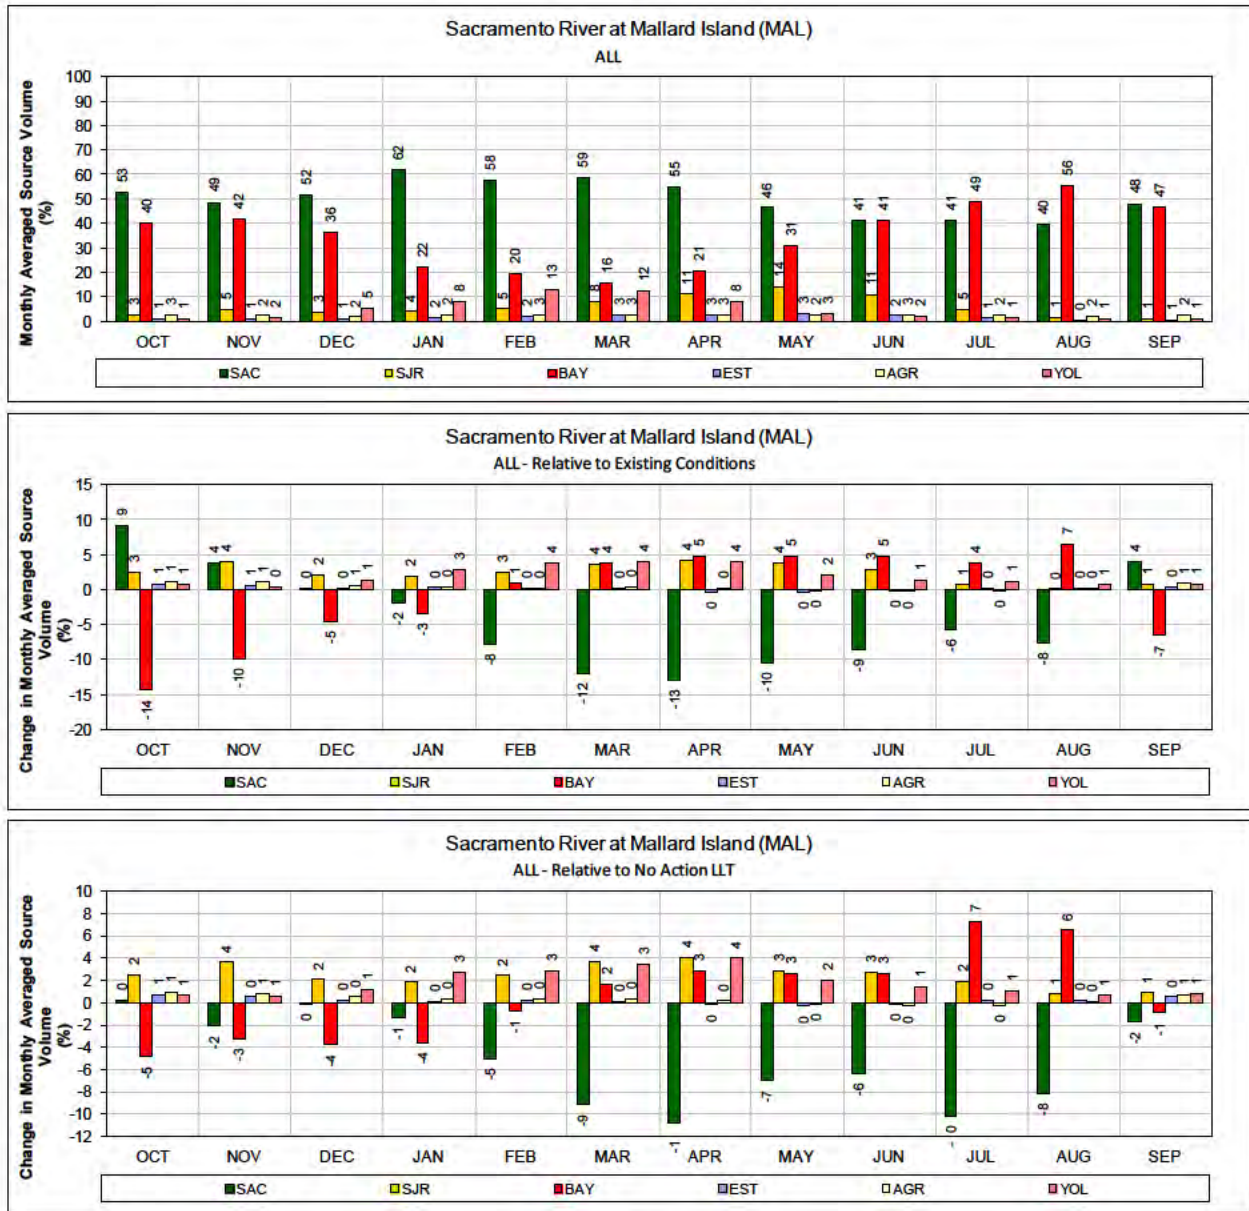 Sacramento River at Mallard Island (MAL)
ALL
Monthly Averaged Source Volume
(%)
100
90
80
70
60
50
40
30
20
10
0
53 3 40 1 3 1
49 5 42 1 2 2
52 3 36 1 2 5
62 4 22 2 2 8
58 5 20 2 3 13
59 8 16 3 3 12
55 11 21 3 3 8
46 14 31 3 2 3
41 11 41 2 3 2
41 5 49 1 2 1
40 1 56 0 2 1
48 1 47 1 2 1
OCT NOV DEC JAN FEB MAR APR MAY JUN JUL AUG SEP
SAC SJR BAY EST AGR YOL
Sacramento River at Mallard Island (MAL)
ALL - Relative to Existing Conditions
Change in Monthly Averaged Source
Volume
(%)
15
10
5
0
-5
-10
-15
-20
9 3 -14 1 1 1
4 4 -10 1 1 0
0 2 -5 0 1 1
-2 2 -3 0 0 3
-8 3 1 0 0 4
-12 4 4 0 0 4
-13 4 5 0 0 4
-10 4 5 0 0 2
-9 3 5 0 0 1
-6 1 4 0 0 1
-8 0 7 0 0 1
4 1 -7 0 1 1
OCT NOV DEC JAN FEB MAR APR MAY JUN JUL AUG SEP
SAC SJR BAY EST AGR YOL
Sacramento River at Mallard Island (MAL)
ALL - Relative to No Action LLT
Change in Monthly Averaged Source
Volume
(%)
10
8
6
4
2
0
-2
-4
-6
-8
-10
-12
0 2 -5 1 1 1
-2 4 -3 0 1 1
0 2 -4 0 0 1
-1 2 -4 0 0 3
-5 2 -1 0 0 3
-9 4 2 0 0 3
-1 4 3 0 0 4
-7 3 3 0 0 2
-6 3 3 0 0 1
- 0 2 7 0 0 1
-8 1 6 0 0 1
-2 1 -1 0 1 1
OCT NOV DEC JAN FEB MAR APR MAY JUN JUL AUG SEP
SAC SJR BAY EST AGR YOL